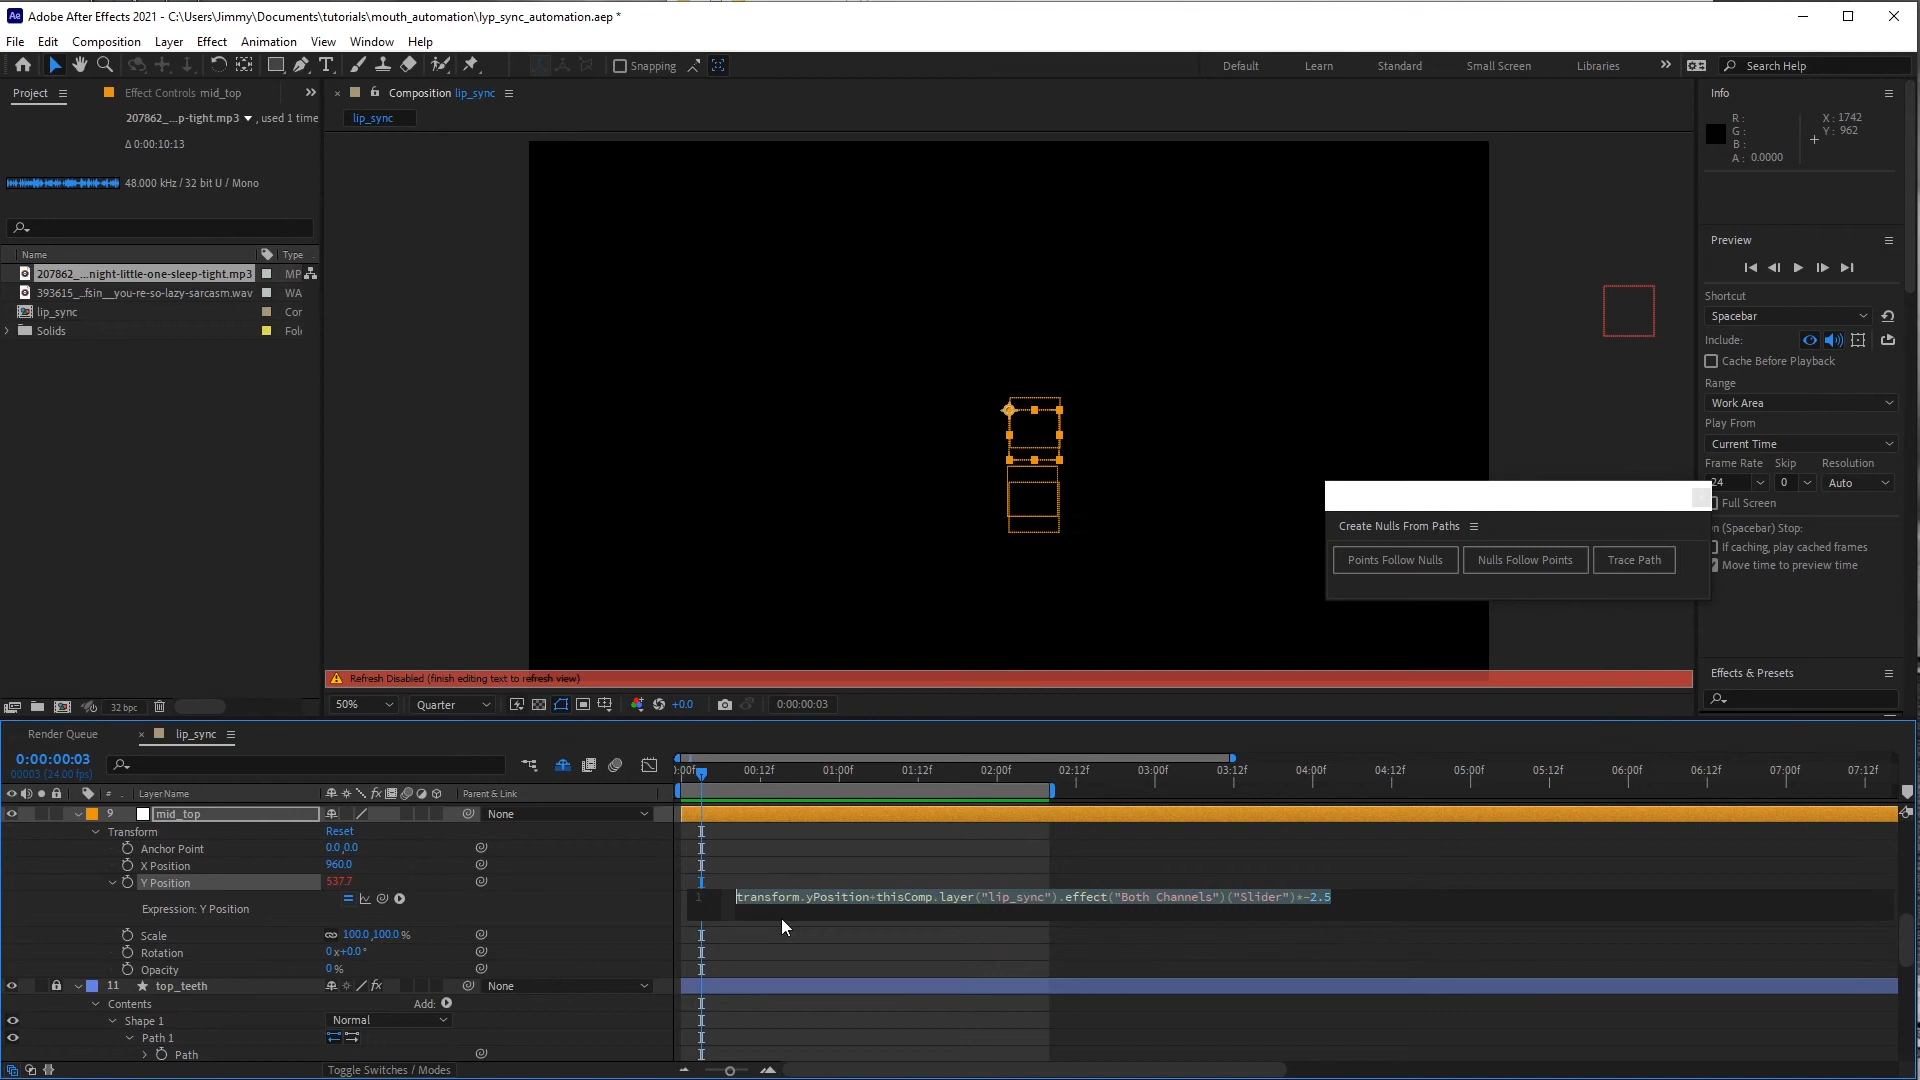 Adobe After Effects 2021 - C:\Users\Jimmy\Documents\tutorials\mouth_automation\lyp_sync_automation.aep *
File Edit Composition Layer Effect Animation View Window Help
Snapping Default Learn Standard Small Screen Libraries Search Help
Project Effect Controls mid_top
207862_...p-tight.mp3 , used 1 time
Δ 0:00:10:13
48.000 kHz / 32 bit U / Mono
Name Type
207862_...night-little-one-sleep-tight.mp3 MP
393615_...fsin__you-re-so-lazy-sarcasm.wav WA
lip_sync Cor
Solids Fol
32 bpc
Composition lip_sync
lip_sync
Refresh Disabled (finish editing text to refresh view)
50% Quarter +0.0 0:00:00:03
Create Nulls From Paths
Points Follow Nulls Nulls Follow Points Trace Path
Info
R : X : 1742
G : Y : 962
B :
A : 0.0000
Preview
Shortcut
Spacebar
Include:
Cache Before Playback
Range
Work Area
Play From
Current Time
Frame Rate Skip Resolution
24 0 Auto
Full Screen
n (Spacebar) Stop:
If caching, play cached frames
Move time to preview time
Effects & Presets
Render Queue lip_sync
0:00:00:03
00003 (24.00 fps)
:00f 00:12f 01:00f 01:12f 02:00f 02:12f 03:00f 03:12f 04:00f 04:12f 05:00f 05:12f 06:00f 06:12f 07:00f 07:12f
# Layer Name Parent & Link
9 mid_top None
Transform Reset
Anchor Point 0.0,0.0
X Position 960.0
Y Position 537.7
Expression: Y Position
1 transform.yPosition+thisComp.layer("lip_sync").effect("Both Channels")("Slider")*-2.5
Scale 100.0,100.0 %
Rotation 0x+0.0°
Opacity 0 %
11 top_teeth None
Contents Add:
Shape 1 Normal
Path 1
Path
Toggle Switches / Modes